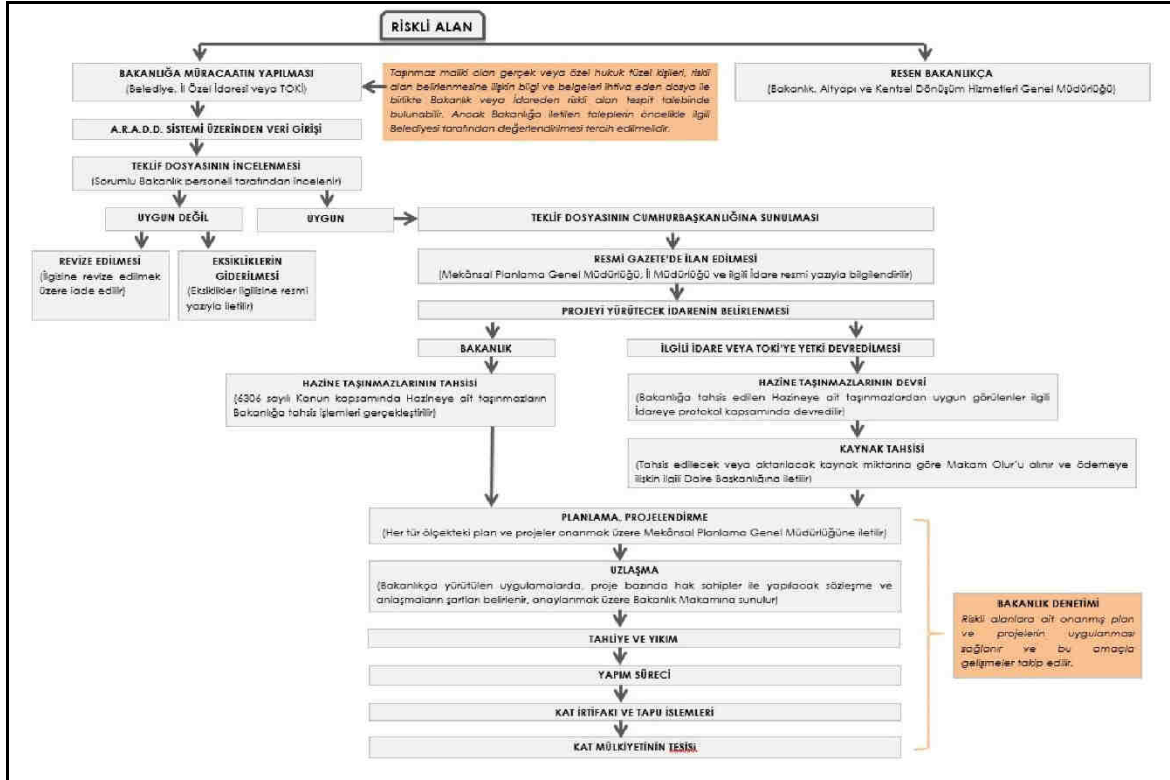 RİSKLİ ALAN
BAKANLIĞA MÜRACAATIN YAPILMASI
(Belediye, İl Özel İdaresi veya TOKİ)
Taşınmaz maliki olan gerçek veya özel hukuk tüzel kişileri, riskli
alan belirlenmesine ilişkin bilgi ve belgeleri ihtiva eden dosya ile
birlikte Bakanlık veya İdareden riskli alan tespit talebinde
bulunabilir. Ancak Bakanlığa iletilen taleplerin öncelikle ilgili
Belediyesi tarafından değerlendirilmesi tercih edilmelidir.
RESEN BAKANLIKÇA
(Bakanlık, Altyapı ve Kentsel Dönüşüm Hizmetleri Genel Müdürlüğü)
A.R.A.D.D. SİSTEMİ ÜZERİNDEN VERİ GİRİŞİ
TEKLİF DOSYASININ İNCELENMESİ
(Sorumlu Bakanlık personeli tarafından incelenir)
UYGUN DEĞİL
UYGUN
TEKLİF DOSYASININ CUMHURBAŞKANLIĞINA SUNULMASI
REVİZE EDİLMESİ
(İlgisine revize edilmek
üzere iade edilir)
EKSİKLİKLERİN
GİDERİLMESİ
(Eksiklikler ilgilisine resmi
yazıyla iletilir)
RESMİ GAZETE'DE İLAN EDİLMESİ
(Mekânsal Planlama Genel Müdürlüğü, İl Müdürlüğü ve ilgili İdare resmi yazıyla bilgilendirilir)
PROJEYİ YÜRÜTECEK İDARENİN BELİRLENMESİ
BAKANLIK
İLGİLİ İDARE VEYA TOKİ'YE YETKİ DEVREDİLMESİ
HAZİNE TAŞINMAZLARININ TAHSİSİ
(6306 sayılı Kanun kapsamında Hazineye ait taşınmazların
Bakanlığa tahsis işlemleri gerçekleştirilir)
HAZİNE TAŞINMAZLARININ DEVRİ
(Bakanlığa tahsis edilen Hazineye ait taşınmazlardan uygun görülenler ilgili
İdareye protokol kapsamında devredilir)
KAYNAK TAHSİSİ
(Tahsis edilecek veya aktarılacak kaynak miktarına göre Makam Olur'u alınır ve ödemeye
ilişkin ilgili Daire Başkanlığına iletilir)
PLANLAMA, PROJELENDİRME
(Her tür ölçekteki plan ve projeler onanmak üzere Mekânsal Planlama Genel Müdürlüğüne iletilir)
UZLAŞMA
(Bakanlıkça yürütülen uygulamalarda, proje bazında hak sahipler ile yapılacak sözleşme ve
anlaşmaların şartları belirlenir, onaylanmak üzere Bakanlık Makamına sunulur)
TAHLİYE VE YIKIM
YAPIM SÜRECİ
KAT İRTİFAKI VE TAPU İŞLEMLERİ
KAT MÜLKİYETİNİN TESİSİ
BAKANLIK DENETİMİ
Riskli alanlara ait onanmış plan
ve projelerin uygulanması
sağlanır ve bu amaçla
gelişmeler takip edilir.